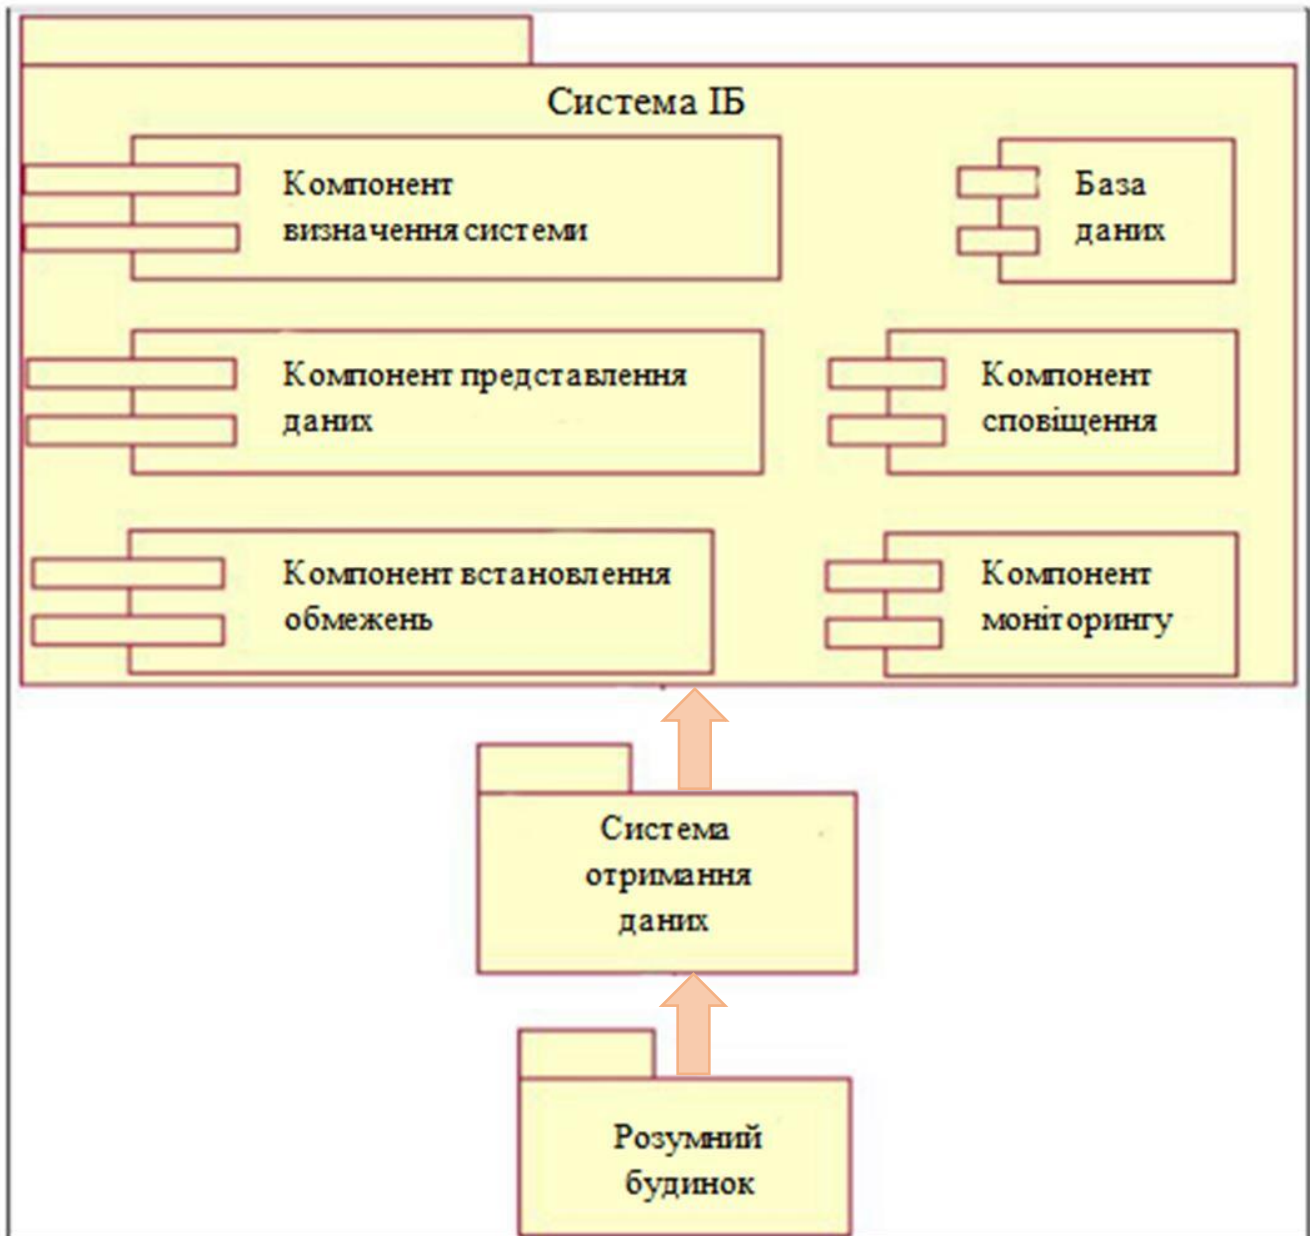 Система ІБ
Компонент
визначення системи
База
даних
Компонент представлення
даних
Компонент
сповіщення
Компонент встановлення
обмежень
Компонент
моніторингу
Система
отримання
даних
Розумний
будинок